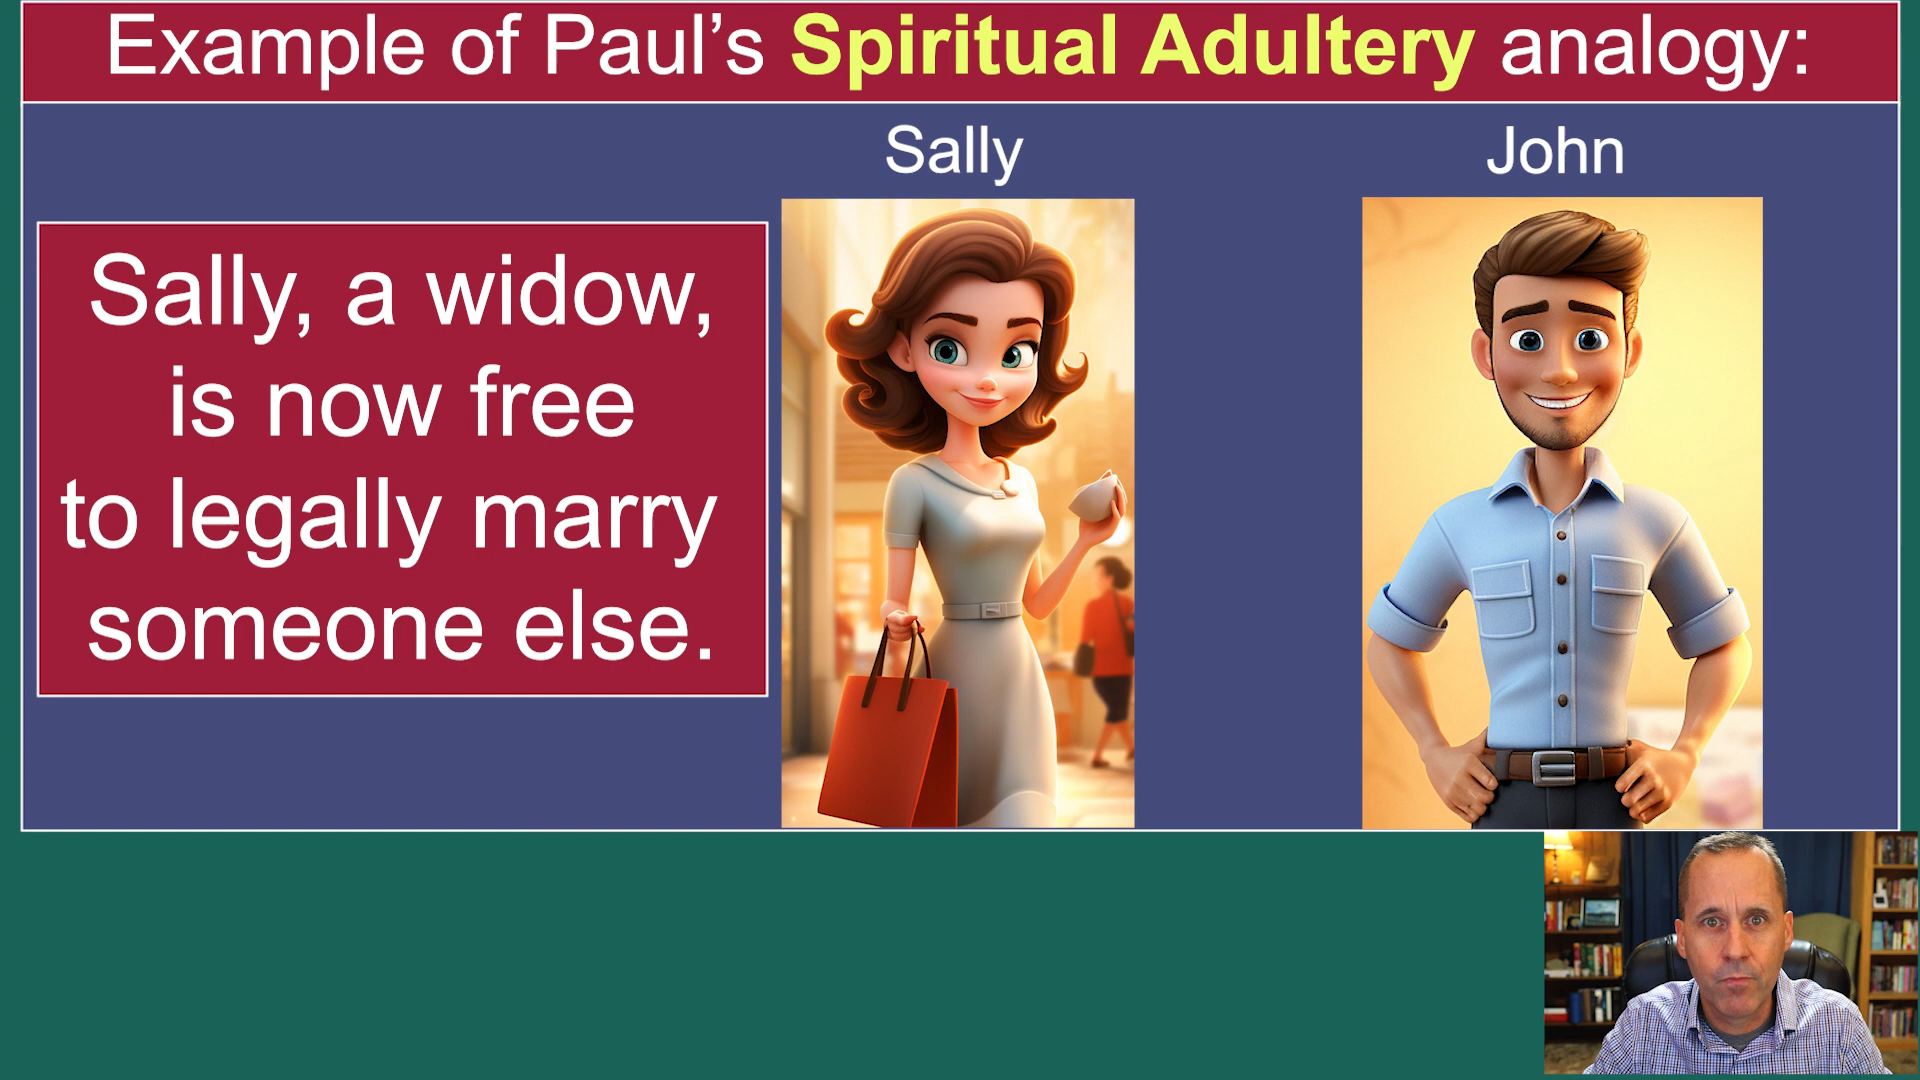 Example of Paul’s Spiritual Adultery analogy:
Sally
John
Sally, a widow,
is now free
to legally marry
someone else.